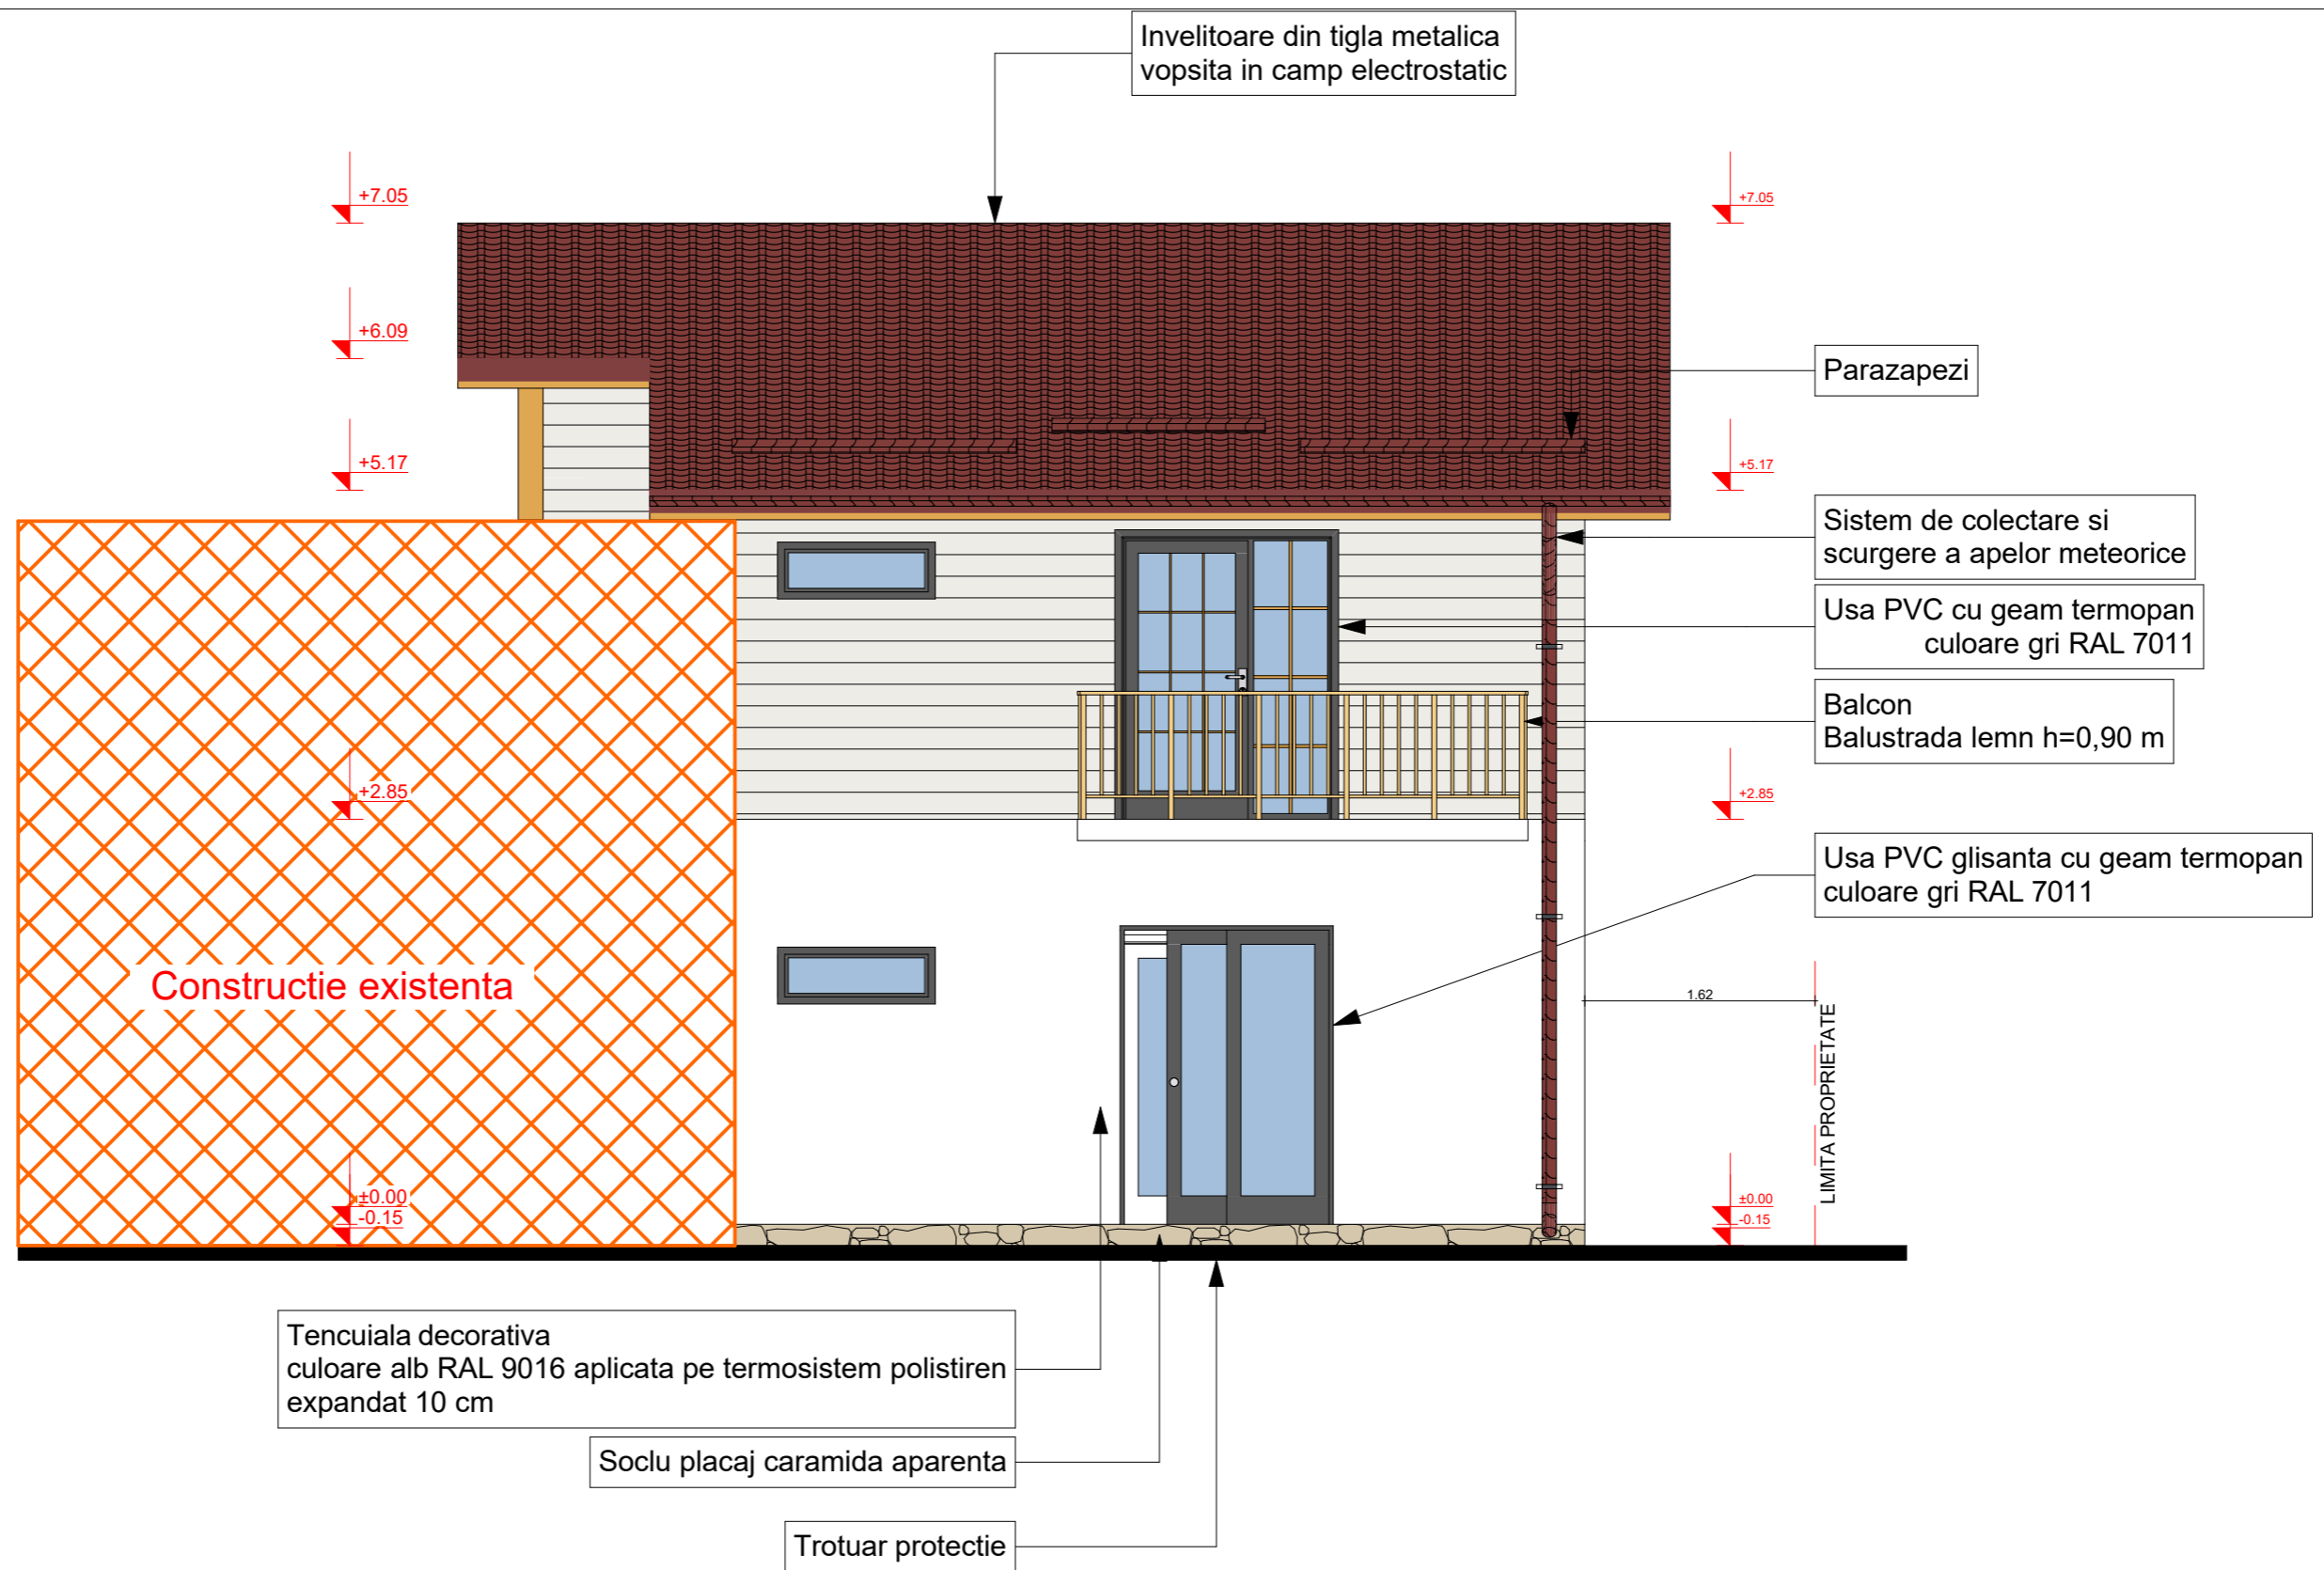 Invelitoare din tigla metalica
vopsita in camp electrostatic
+7.05
+7.05
+6.09
Parazapezi
+5.17
+5.17
Sistem de colectare si
scurgere a apelor meteorice
Usa PVC cu geam termopan
culoare gri RAL 7011
Balcon
Balustrada lemn h=0,90 m
+2.85
+2.85
Usa PVC glisanta cu geam termopan
culoare gri RAL 7011
Constructie existenta
1.62
LIMITA PROPRIETATE
±0.00
-0.15
±0.00
-0.15
Tencuiala decorativa
culoare alb RAL 9016 aplicata pe termosistem polistiren
expandat 10 cm
Soclu placaj caramida aparenta
Trotuar protectie